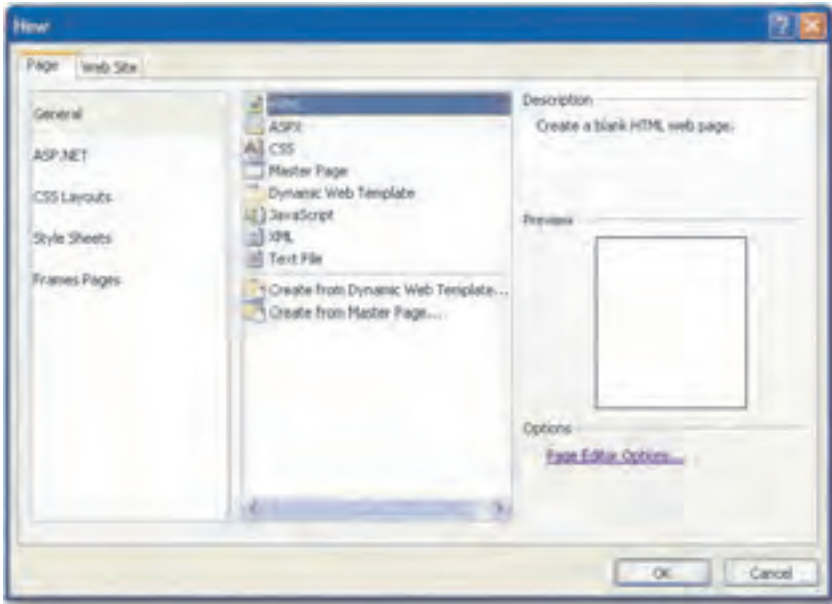 New
Page
Web Site
General
ASP.NET
CSS Layouts
Style Sheets
Frames Pages
HTML
ASPX
CSS
Master Page
Dynamic Web Template
JavaScript
XML
Text File
Create from Dynamic Web Template...
Create from Master Page...
Description
Create a blank HTML web page.
Preview
Options
Page Editor Options...
OK
Cancel